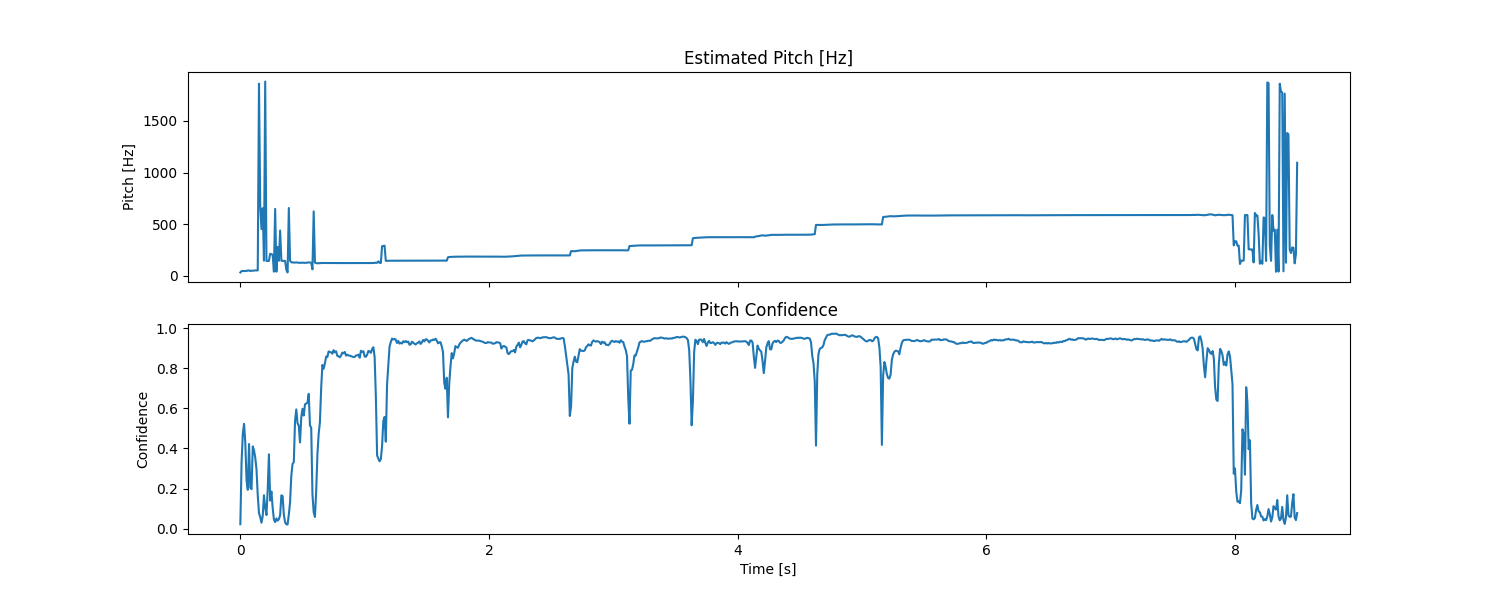 Estimated Pitch [Hz]
Pitch [Hz]
1500
1000
500
0
Pitch Confidence
Confidence
1.0
0.8
0.6
0.4
0.2
0.0
0 2 4 6 8
Time [s]